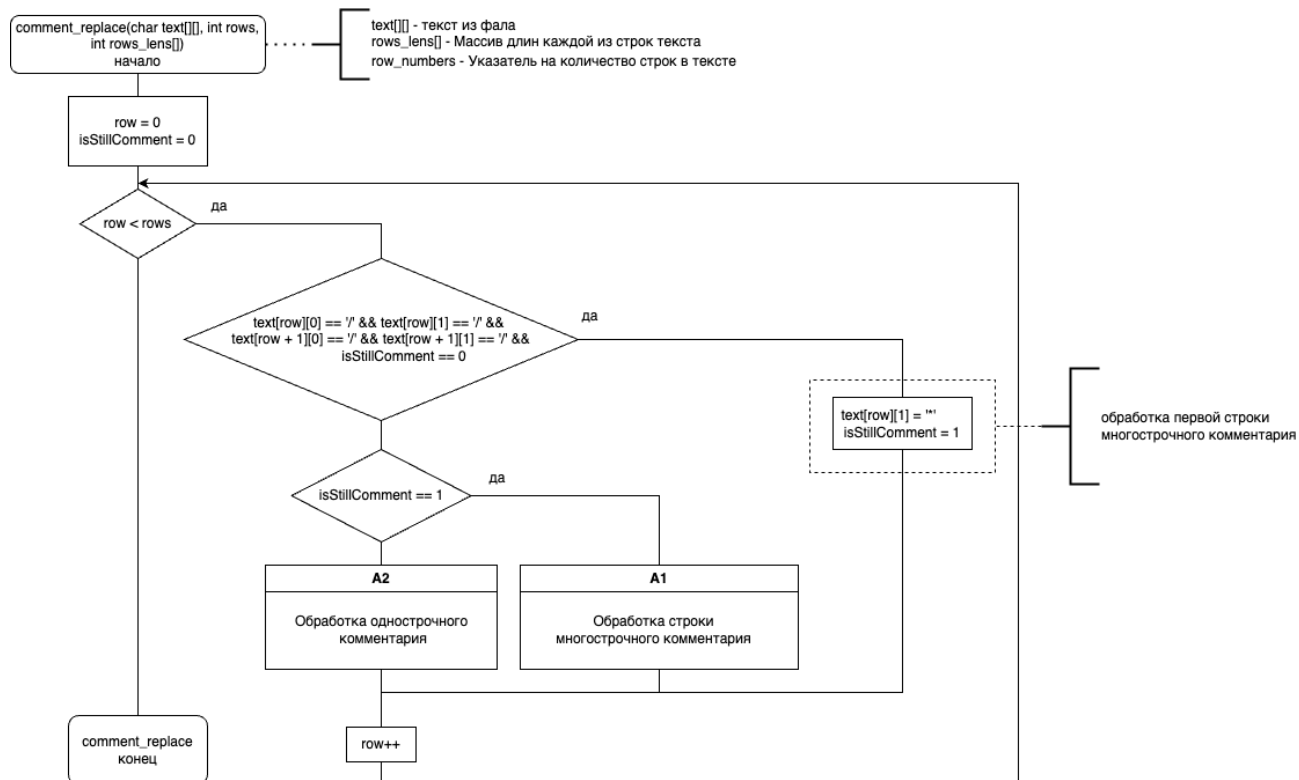 comment_replace(char text[][], int rows,
int rows_lens[])
начало
text[][] - текст из фала
rows_lens[] - Массив длин каждой из строк текста
row_numbers - Указатель на количество строк в тексте
row = 0
isStillComment = 0
row < rows
да
text[row][0] == '/' && text[row][1] == '/' &&
text[row + 1][0] == '/' && text[row + 1][1] == '/' &&
isStillComment == 0
да
text[row][1] = '*'
isStillComment = 1
обработка первой строки
многострочного комментария
isStillComment == 1
да
A2
Обработка однострочного
комментария
A1
Обработка строки
многострочного комментария
row++
comment_replace
конец